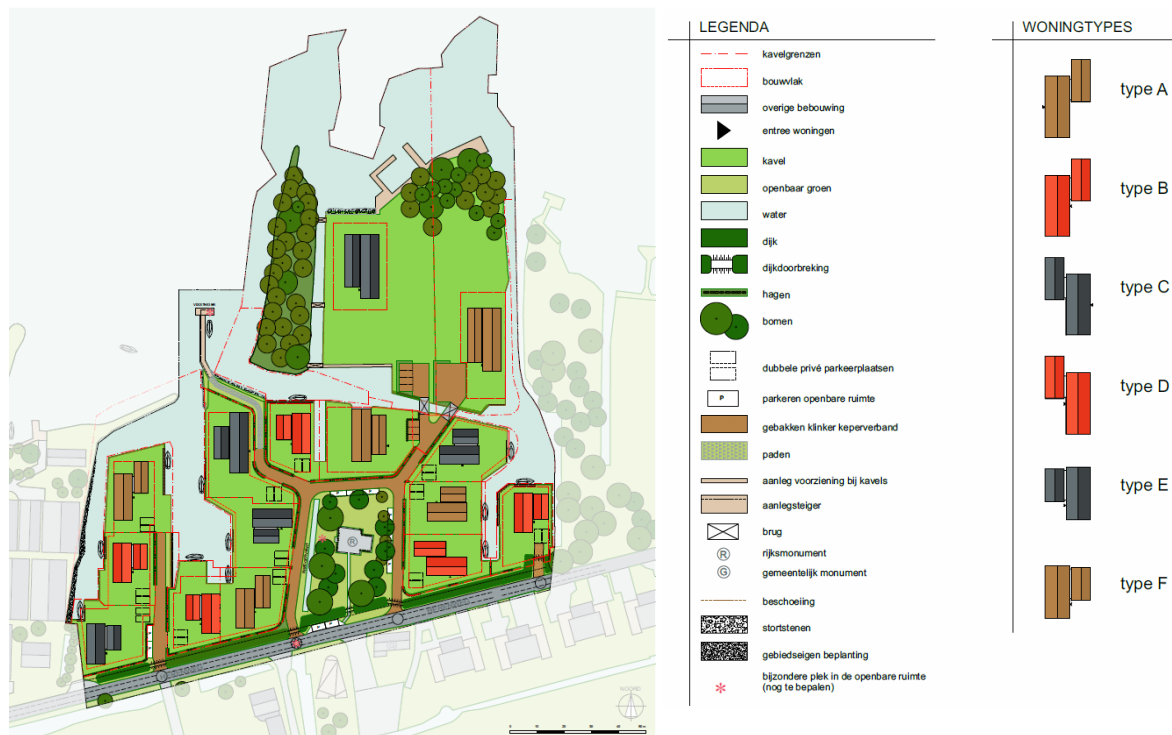 LEGENDA
kavelgrenzen
bouwvlak
overige bebouwing
entree woningen
kavel
openbaar groen
water
dijk
dijkdoorbreking
hagen
bomen
dubbele privé parkeerplaatsen
P parkeren openbare ruimte
gebakken klinker keperverband
paden
aanleg voorziening bij kavels
aanlegsteiger
brug
R rijksmonument
G gemeentelijk monument
beschoeiing
stortstenen
gebiedseigen beplanting
bijzondere plek in de openbare ruimte
(nog te bepalen)
WONINGTYPES
type A
type B
type C
type D
type E
type F
R
NOORD